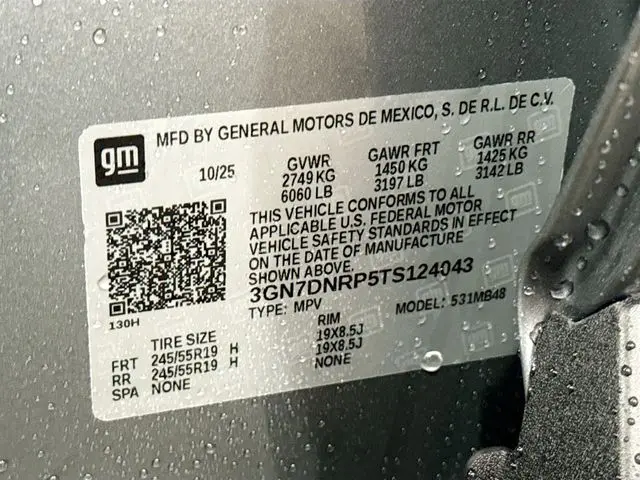 gm
MFD BY GENERAL MOTORS DE MEXICO, S. DE R.L. DE C.V.
10/25
GVWR
2749 KG
6060 LB
GAWR FRT
1450 KG
3197 LB
GAWR RR
1425 KG
3142 LB
THIS VEHICLE CONFORMS TO ALL
APPLICABLE U.S. FEDERAL MOTOR
VEHICLE SAFETY STANDARDS IN EFFECT
ON THE DATE OF MANUFACTURE
SHOWN ABOVE.
3GN7DNRP5TS124043
TYPE: MPV MODEL: 531MB48
130H
TIRE SIZE RIM
FRT 245/55R19 H 19X8.5J
RR 245/55R19 H 19X8.5J
SPA NONE NONE